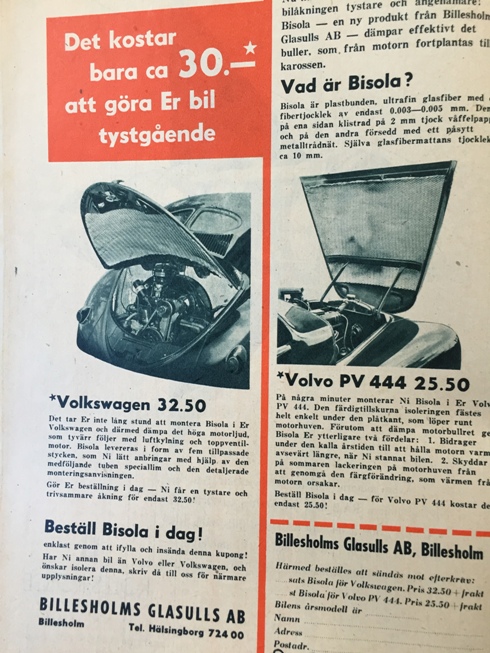 Det kostar
bara ca 30.—*
att göra Er bil
tystgående
*Volkswagen 32.50
Det tar Er inte lång stund att montera Bisola i Er
Volkswagen och därmed dämpa det höga motorljud,
som tyvärr följer med luftkylning och toppventil-
motor. Bisola levereras i form av fem tillpassade
stycken, som Ni lätt anbringar med hjälp av den
medföljande tuben speciallim och den detaljerade
monteringsanvisningen.
Gör Er beställning i dag — Ni får en tystare och
trivsammare åkning för endast 32.50!
Beställ Bisola i dag!
enklast genom att ifylla och insända denna kupong!
Har Ni annan bil än Volvo eller Volkswagen, och
önskar isolera denna, skriv då till oss för närmare
upplysningar!
BILLESHOLMS GLASULLS AB
Billesholm Tel. Hälsingborg 724 00
bilåkningen tystare och angenämare!
Bisola — en ny produkt från Billesholm
Glasulls AB — dämpar effektivt det
buller, som från motorn fortplantas till
karossen.
Vad är Bisola?
Bisola är plastbunden, ultrafin glasfiber med
fibertjocklek av endast 0.003—0.005 mm. Den
på ena sidan klistrad på 2 mm tjock våffelpapp
och på den andra försedd med ett påsytt
metalltrådnät. Själva glasfibermattans tjocklek
ca 10 mm.
*Volvo PV 444 25.50
På några minuter monterar Ni Bisola i Er Volvo
PV 444. Den färdigtillskurna isoleringen fästes
helt enkelt under den plåtkant, som löper runt
motorhuven. Förutom att dämpa motorbullret ger
Bisola Er ytterligare två fördelar: 1. Bidrager
under den kalla årstiden till att hålla motorn varm
avsevärt längre, när Ni stannat bilen. 2. Skyddar
på sommaren lackeringen på motorhuven från
att genomgå den färgförändring, som värmen från
motorn orsakar.
Beställ Bisola i dag — för Volvo PV 444 kostar de
endast 25.50!
Billesholms Glasulls AB, Billesholm
Härmed beställes att sändas mot efterkrav:
sats Bisola för Volkswagen. Pris 32.50 + frakt
st Bisola för Volvo PV 444. Pris 25.50 + frakt
Bilens årsmodell är
Namn
Adress
Postadr.